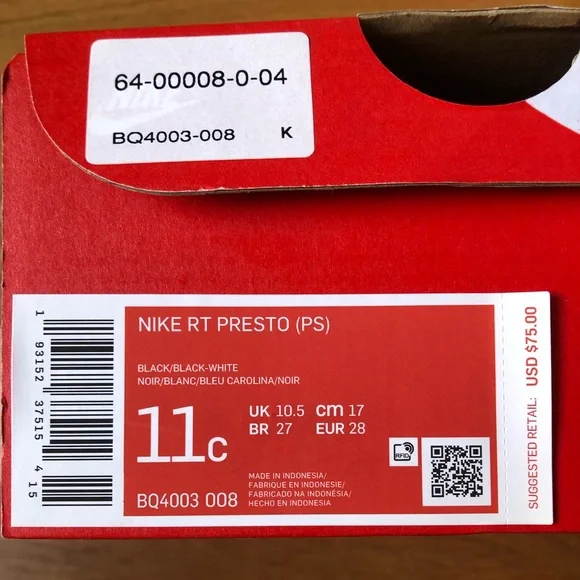 64-00008-0-04
BQ4003-008 K
NIKE RT PRESTO (PS)
BLACK/BLACK-WHITE
NOIR/BLANC/BLEU CAROLINA/NOIR
11C
UK 10.5 cm 17
BR 27 EUR 28
RFID
MADE IN INDONESIA/
FABRIQUE EN INDONESIE/
FABRICADO NA INDONÉSIA/
HECHO EN INDONESIA
BQ4003 008
1 93152 37515 4 15
SUGGESTED RETAIL: USD $75.00